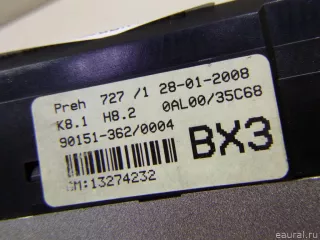 Preh 727 /1 28-01-2008
K8.1 H8.2 0AL00/35C68
90151-362/0004
BX3
GM:13274232
eaural.ru